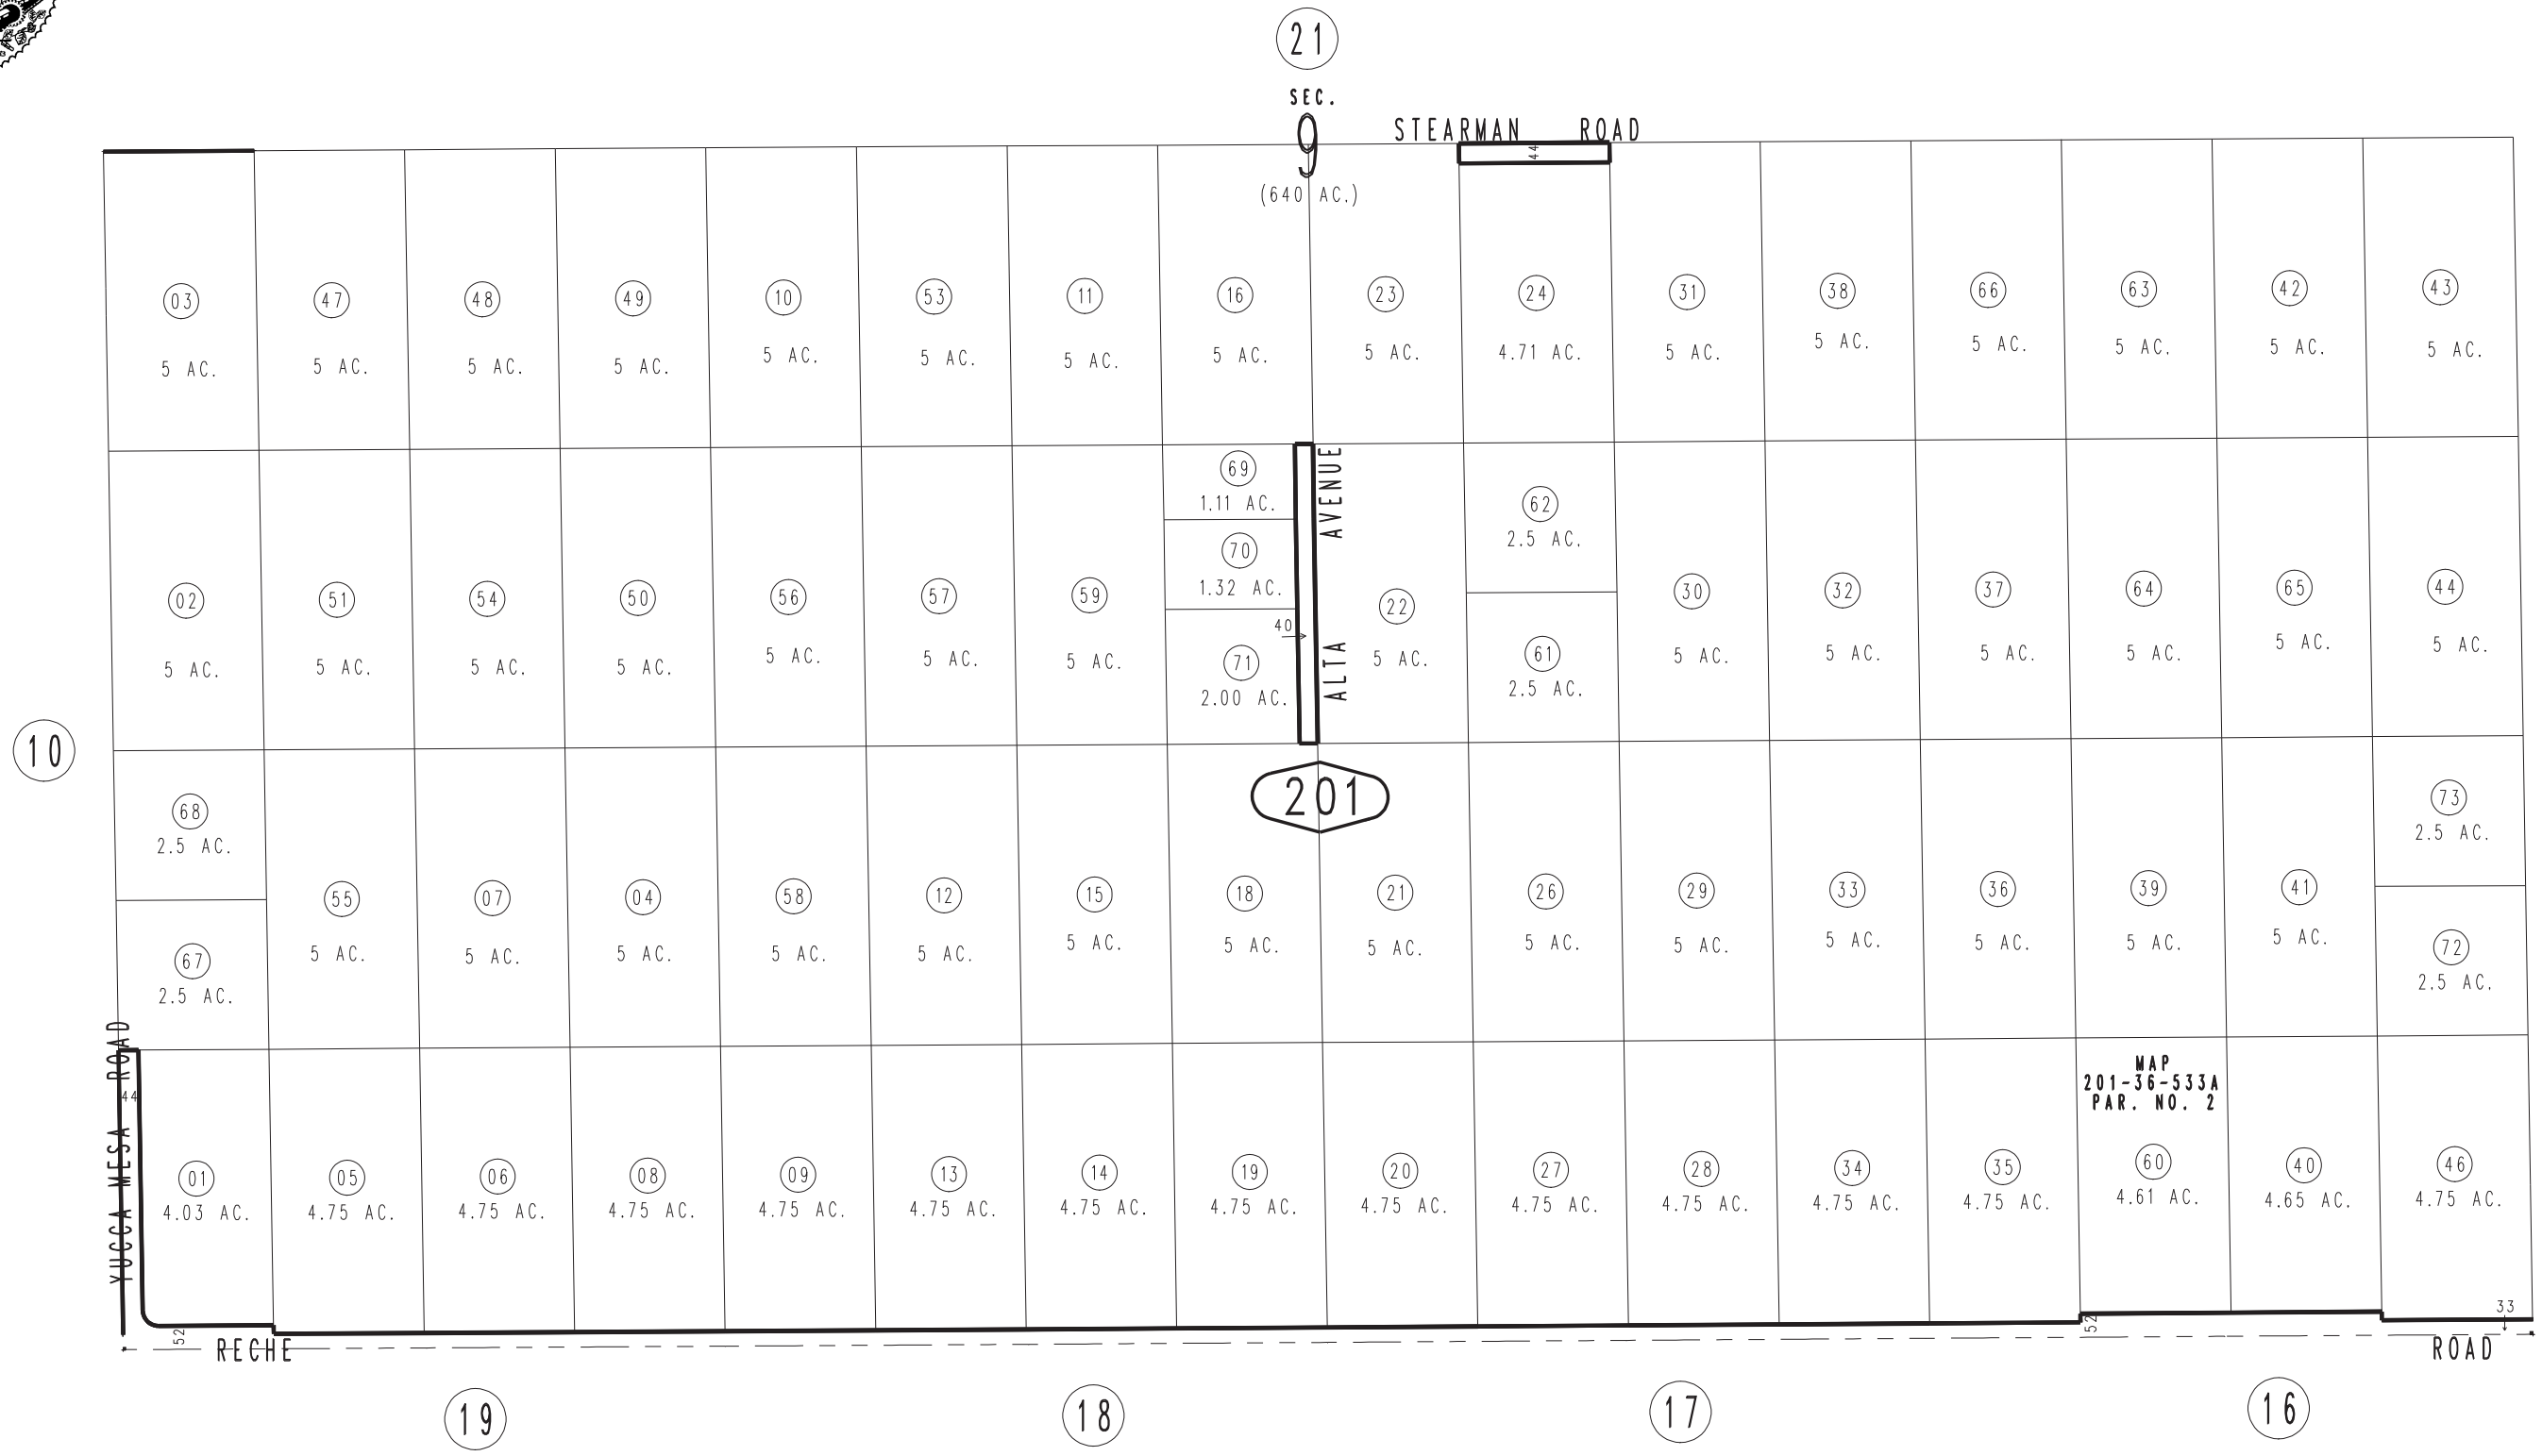 21
SEC.
9
STEARMAN ROAD
44
(640 AC.)
03 47 48 49 10 53 11 16 23 24 31 38 66 63 42 43
5 AC. 5 AC. 5 AC. 5 AC. 5 AC. 5 AC. 5 AC. 5 AC. 5 AC. 4.71 AC. 5 AC. 5 AC. 5 AC. 5 AC. 5 AC. 5 AC.
69
1.11 AC.
70
1.32 AC.
71
2.00 AC.
40
ALTA AVENUE
62
2.5 AC.
61
2.5 AC.
02 51 54 50 56 57 59 22 30 32 37 64 65 44
5 AC. 5 AC. 5 AC. 5 AC. 5 AC. 5 AC. 5 AC. 5 AC. 5 AC. 5 AC. 5 AC. 5 AC. 5 AC. 5 AC.
10
201
68
2.5 AC.
67
2.5 AC.
73
2.5 AC.
72
2.5 AC.
55 07 04 58 12 15 18 21 26 29 33 36 39 41
5 AC. 5 AC. 5 AC. 5 AC. 5 AC. 5 AC. 5 AC. 5 AC. 5 AC. 5 AC. 5 AC. 5 AC. 5 AC. 5 AC.
YUCCA MESA ROAD
44
MAP
201-36-533A
PAR. NO. 2
01 05 06 08 09 13 14 19 20 27 28 34 35 60 40 46
4.03 AC. 4.75 AC. 4.75 AC. 4.75 AC. 4.75 AC. 4.75 AC. 4.75 AC. 4.75 AC. 4.75 AC. 4.75 AC. 4.75 AC. 4.75 AC. 4.75 AC. 4.61 AC. 4.65 AC. 4.75 AC.
52
52
33
RECHE ROAD
19 18 17 16